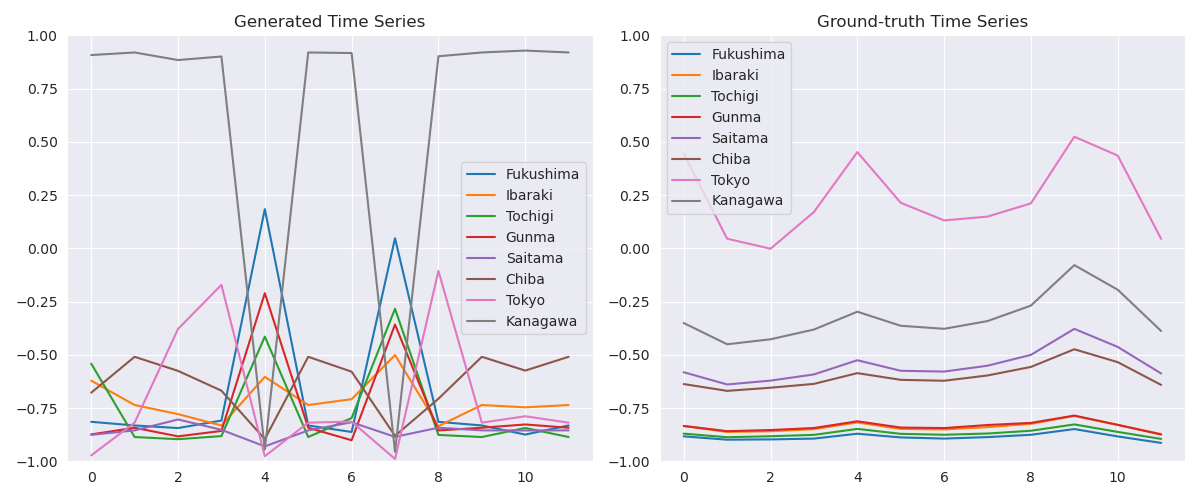 Generated Time Series
1.00
0.75
0.50
0.25
0.00
−0.25
−0.50
−0.75
−1.00
0 2 4 6 8 10
Fukushima
Ibaraki
Tochigi
Gunma
Saitama
Chiba
Tokyo
Kanagawa
Ground-truth Time Series
1.00
0.75
0.50
0.25
0.00
−0.25
−0.50
−0.75
−1.00
0 2 4 6 8 10
Fukushima
Ibaraki
Tochigi
Gunma
Saitama
Chiba
Tokyo
Kanagawa